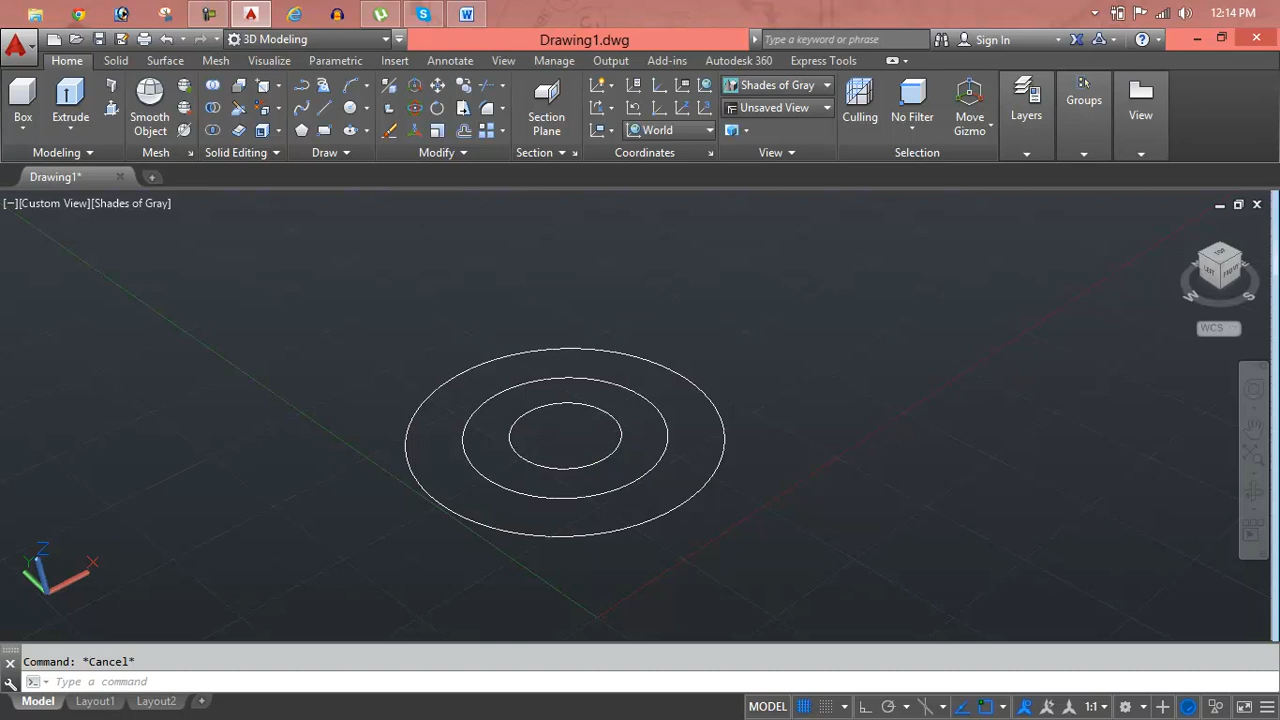 12:14 PM
3D Modeling
Drawing1.dwg
Type a keyword or phrase
Sign In
Home Solid Surface Mesh Visualize Parametric Insert Annotate View Manage Output Add-ins Autodesk 360 Express Tools
Box
Extrude
Smooth
Object
Section
Plane
Shades of Gray
Unsaved View
World
Culling
No Filter
Move
Gizmo
Layers
Groups
View
Modeling Mesh Solid Editing Draw Modify Section Coordinates View Selection
Drawing1*
[−][Custom View][Shades of Gray]
TOP
LEFT
FRONT
W S
WCS
Z
Y X
Command: *Cancel*
Type a command
Model Layout1 Layout2
MODEL
1:1